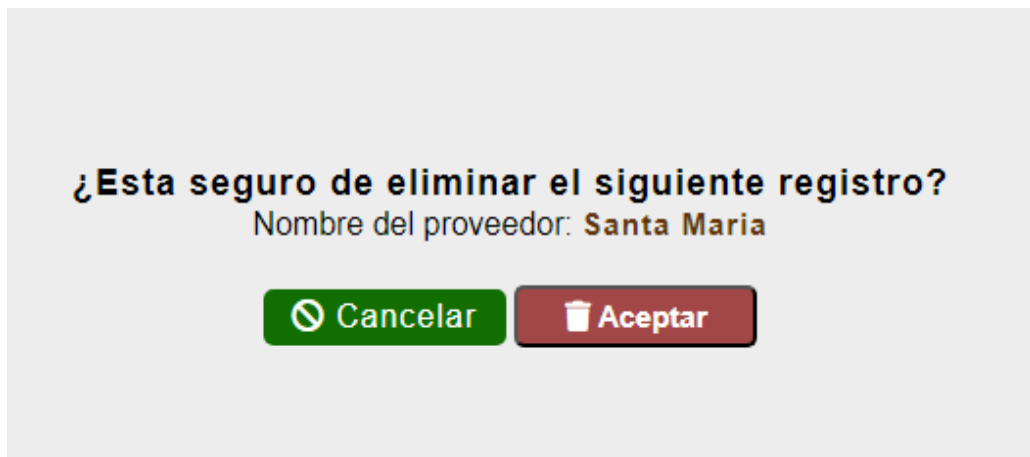 ¿Esta seguro de eliminar el siguiente registro?
Nombre del proveedor: Santa Maria
Cancelar Aceptar